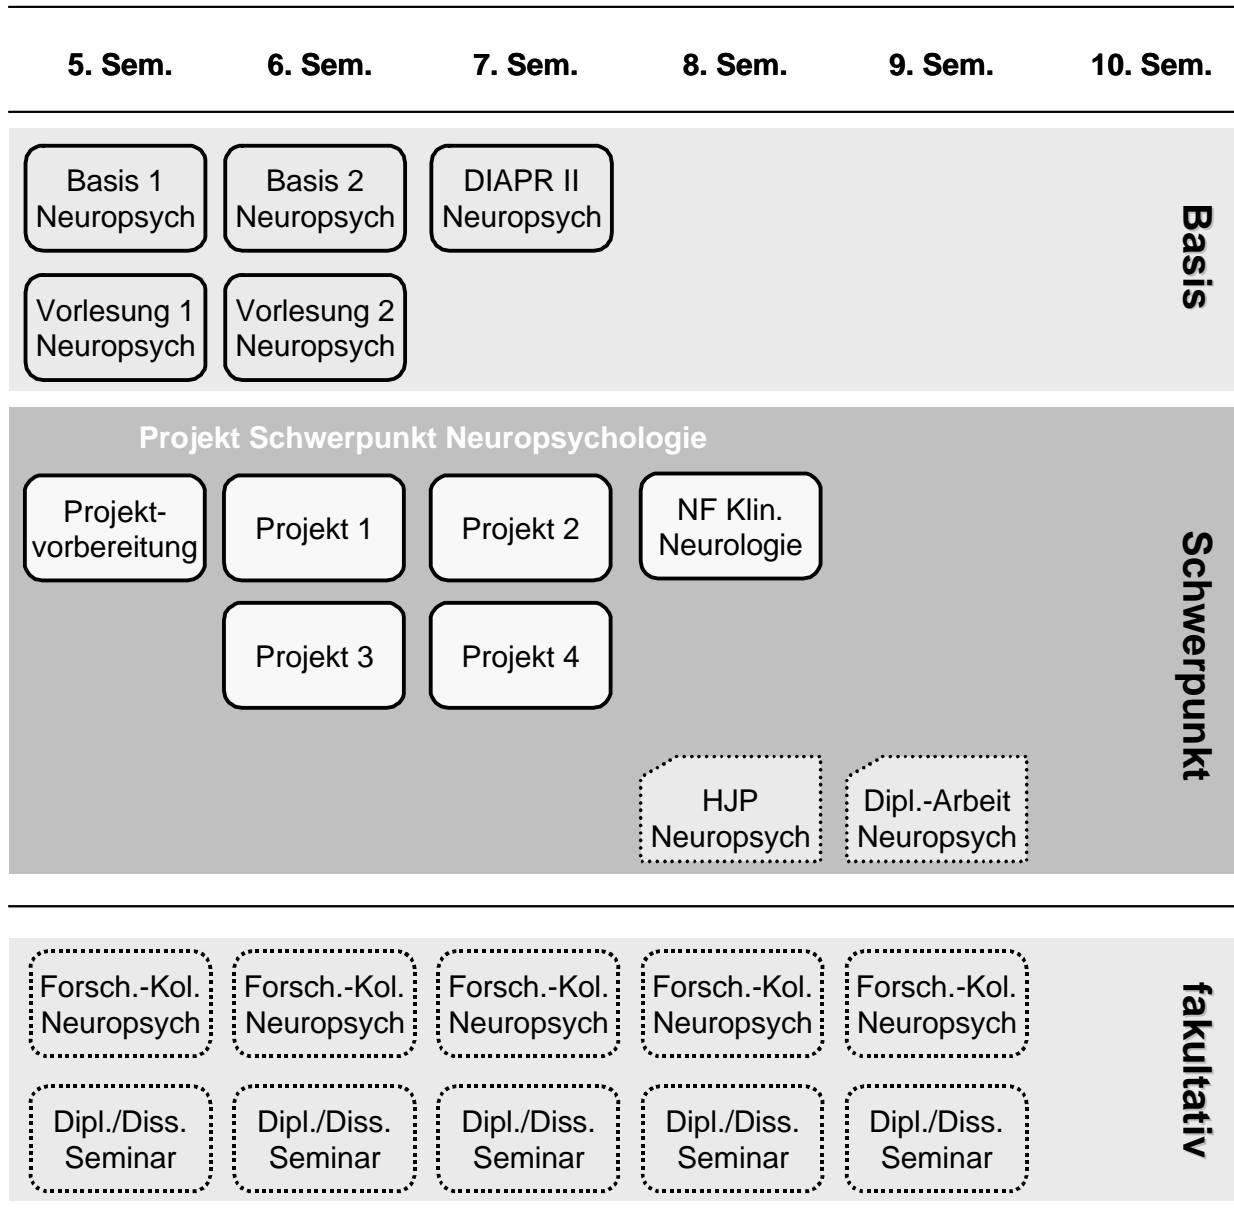 5. Sem. 6. Sem. 7. Sem. 8. Sem. 9. Sem. 10. Sem.
Basis 1 Basis 2 DIAPR II
Neuropsych Neuropsych Neuropsych
Vorlesung 1 Vorlesung 2
Neuropsych Neuropsych
Basis
Projekt Schwerpunkt Neuropsychologie
Projekt-
vorbereitung
Projekt 1
Projekt 2
NF Klin.
Neurologie
Projekt 3
Projekt 4
HJP
Neuropsych
Dipl.-Arbeit
Neuropsych
Schwerpunkt
Forsch.-Kol. Forsch.-Kol. Forsch.-Kol. Forsch.-Kol. Forsch.-Kol.
Neuropsych Neuropsych Neuropsych Neuropsych Neuropsych
Dipl./Diss. Dipl./Diss. Dipl./Diss. Dipl./Diss. Dipl./Diss.
Seminar Seminar Seminar Seminar Seminar
fakultativ